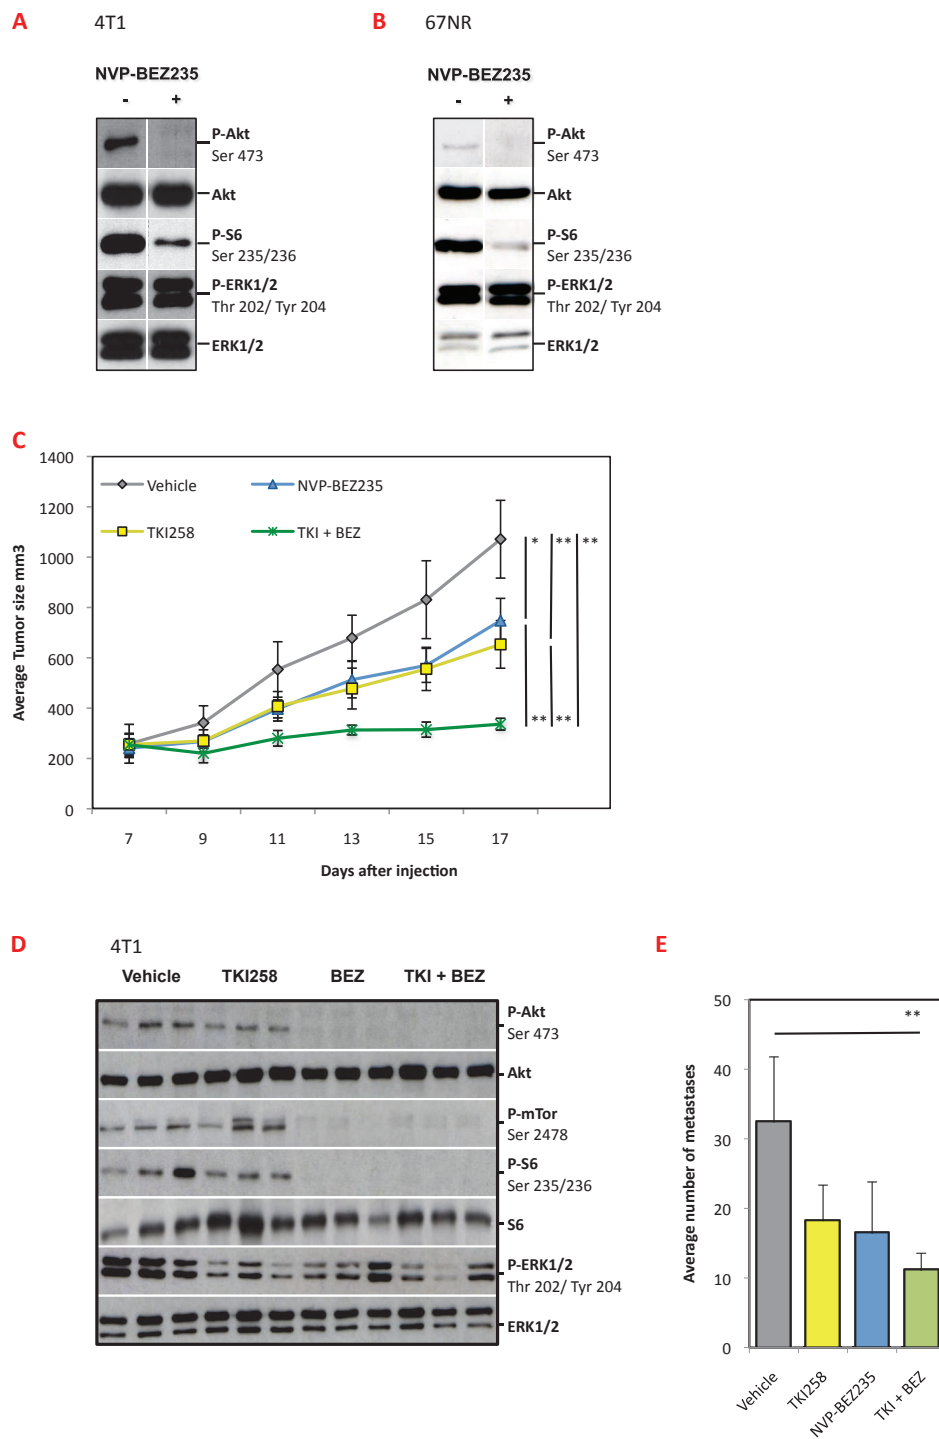 A 4T1
NVP-BEZ235
- +
P-Akt
Ser 473
Akt
P-S6
Ser 235/236
P-ERK1/2
Thr 202/ Tyr 204
ERK1/2
B 67NR
NVP-BEZ235
- +
P-Akt
Ser 473
Akt
P-S6
Ser 235/236
P-ERK1/2
Thr 202/ Tyr 204
ERK1/2
C
Average Tumor size mm3
1400
1200
1000
800
600
400
200
0
Vehicle NVP-BEZ235
TKI258 TKI + BEZ
* ** **
** **
7 9 11 13 15 17
Days after injection
D 4T1
Vehicle TKI258 BEZ TKI + BEZ
P-Akt
Ser 473
Akt
P-mTor
Ser 2478
P-S6
Ser 235/236
S6
P-ERK1/2
Thr 202/ Tyr 204
ERK1/2
E
Average number of metastases
50
40
30
20
10
0
**
Vehicle
TKI258
NVP-BEZ235
TKI + BEZ